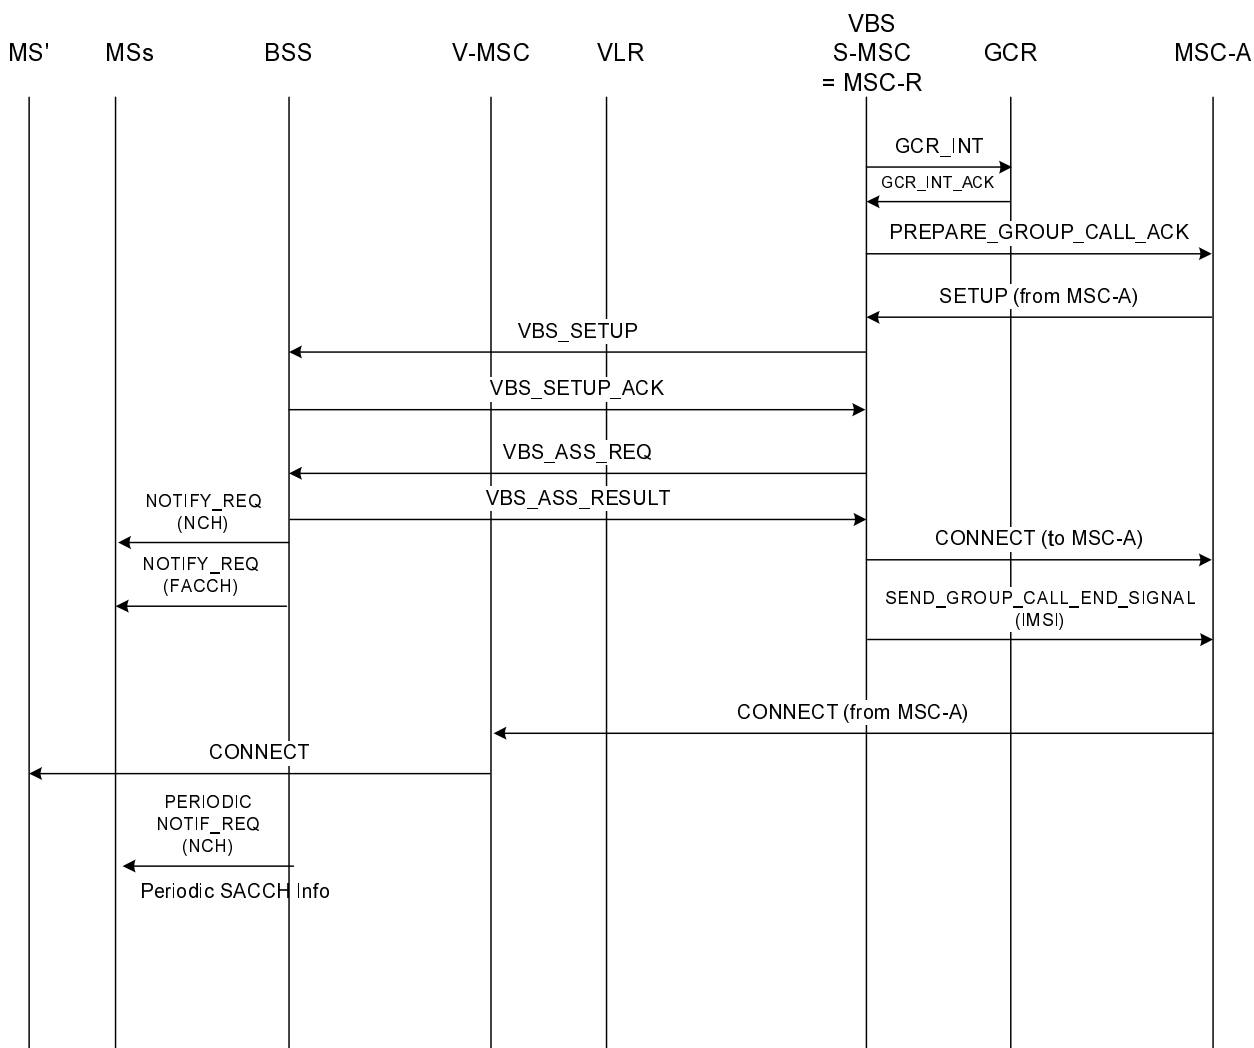 MS'
MSs
BSS
V-MSC
VLR
VBS
S-MSC
= MSC-R
GCR
MSC-A
GCR_INT
GCR_INT_ACK
PREPARE_GROUP_CALL_ACK
SETUP (from MSC-A)
VBS_SETUP
VBS_SETUP_ACK
VBS_ASS_REQ
VBS_ASS_RESULT
NOTIFY_REQ
(NCH)
CONNECT (to MSC-A)
NOTIFY_REQ
(FACCH)
SEND_GROUP_CALL_END_SIGNAL
(IMSI)
CONNECT (from MSC-A)
CONNECT
PERIODIC
NOTIF_REQ
(NCH)
Periodic SACCH Info